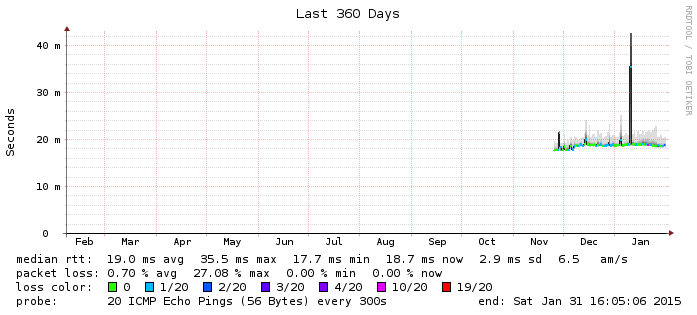 Last 360 Days
RRDTOOL / TOBI OETIKER
Seconds
40 m
30 m
20 m
10 m
0
Feb Mar Apr May Jun Jul Aug Sep Oct Nov Dec Jan
median rtt: 19.0 ms avg 35.5 ms max 17.7 ms min 18.7 ms now 2.9 ms sd 6.5 am/s
packet loss: 0.70 % avg 27.08 % max 0.00 % min 0.00 % now
loss color: 0 1/20 2/20 3/20 4/20 10/20 19/20
probe: 20 ICMP Echo Pings (56 Bytes) every 300s end: Sat Jan 31 16:05:06 2015